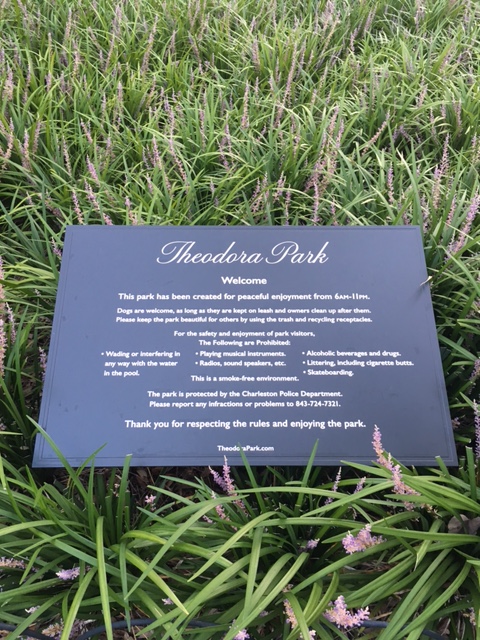 Theodora Park
Welcome
This park has been created for peaceful enjoyment from 6AM-11PM.
Dogs are welcome, as long as they are kept on leash and owners clean up after them.
Please keep the park beautiful for others by using the trash and recycling receptacles.
For the safety and enjoyment of park visitors,
The Following are Prohibited:
• Wading or interfering in
any way with the water
in the pool.
• Playing musical instruments.
• Radios, sound speakers, etc.
• Alcoholic beverages and drugs.
• Littering, including cigarette butts.
• Skateboarding.
This is a smoke-free environment.
The park is protected by the Charleston Police Department.
Please report any infractions or problems to 843-724-7321.
Thank you for respecting the rules and enjoying the park.
TheodoraPark.com